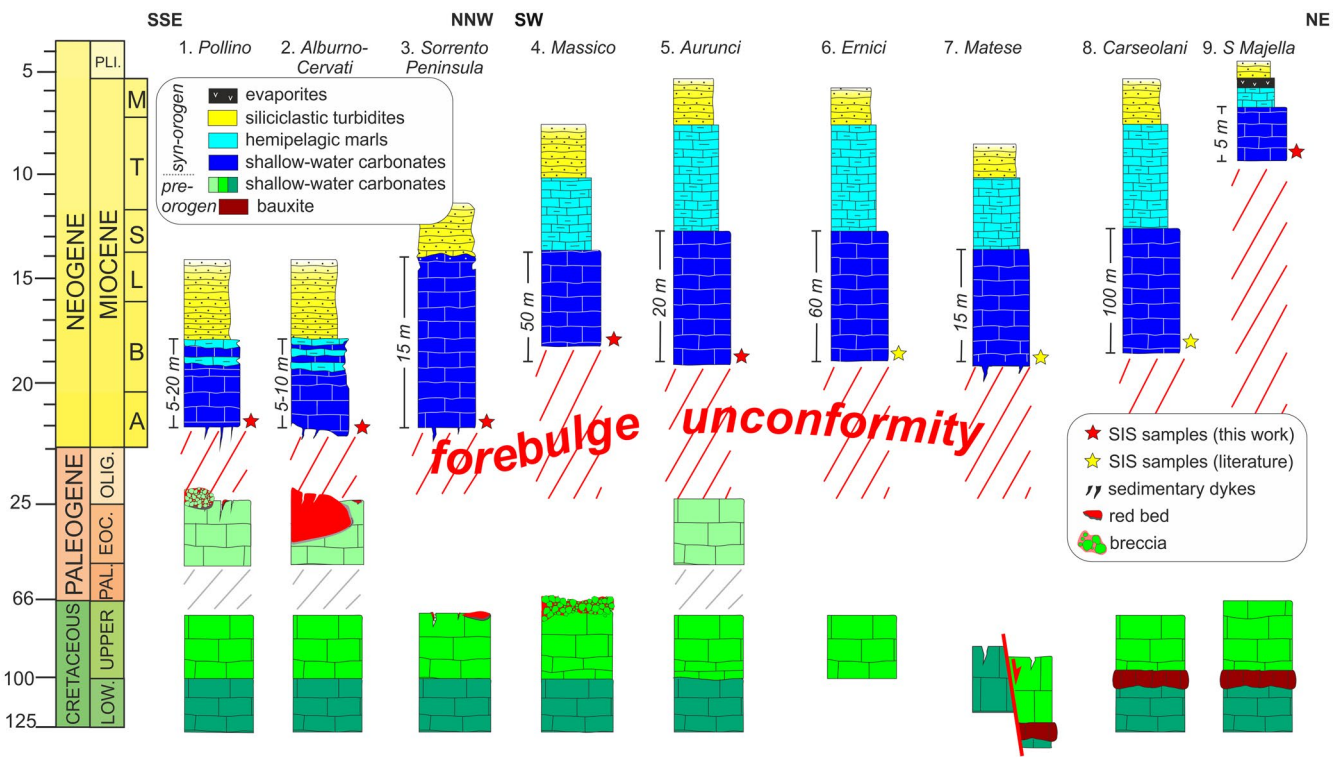 SSE
NNW
SW
NE
1. Pollino
2. Alburno-
Cervati
3. Sorrento
Peninsula
4. Massico
5. Aurunci
6. Ernici
7. Matese
8. Carseolani
9. S Majella
syn-orogen
pre-
orogen
evaporites
siliciclastic turbidites
hemipelagic marls
shallow-water carbonates
shallow-water carbonates
bauxite
5
10
15
20
25
66
100
125
NEOGENE
PALEOGENE
CRETACEOUS
PLI.
MIOCENE
OLIG.
EOC.
PAL.
UPPER
LOW.
M
T
S
L
B
A
5-20 m
5-10 m
15 m
50 m
20 m
60 m
15 m
100 m
5 m
forebulge unconformity
SIS samples (this work)
SIS samples (literature)
sedimentary dykes
red bed
breccia